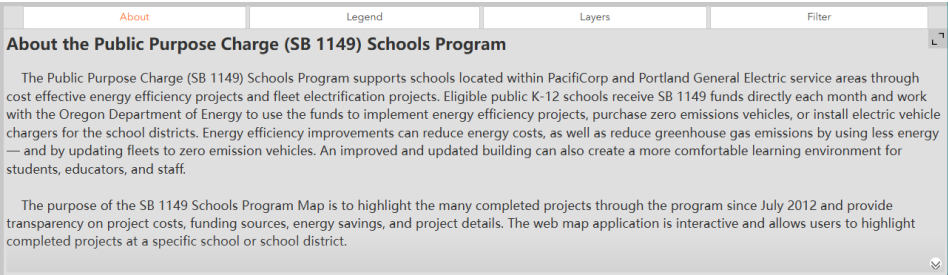 About
Legend
Layers
Filter
About the Public Purpose Charge (SB 1149) Schools Program
The Public Purpose Charge (SB 1149) Schools Program supports schools located within PacifiCorp and Portland General Electric service areas through
cost effective energy efficiency projects and fleet electrification projects. Eligible public K-12 schools receive SB 1149 funds directly each month and work
with the Oregon Department of Energy to use the funds to implement energy efficiency projects, purchase zero emissions vehicles, or install electric vehicle
chargers for the school districts. Energy efficiency improvements can reduce energy costs, as well as reduce greenhouse gas emissions by using less energy
— and by updating fleets to zero emission vehicles. An improved and updated building can also create a more comfortable learning environment for
students, educators, and staff.
The purpose of the SB 1149 Schools Program Map is to highlight the many completed projects through the program since July 2012 and provide
transparency on project costs, funding sources, energy savings, and project details. The web map application is interactive and allows users to highlight
completed projects at a specific school or school district.